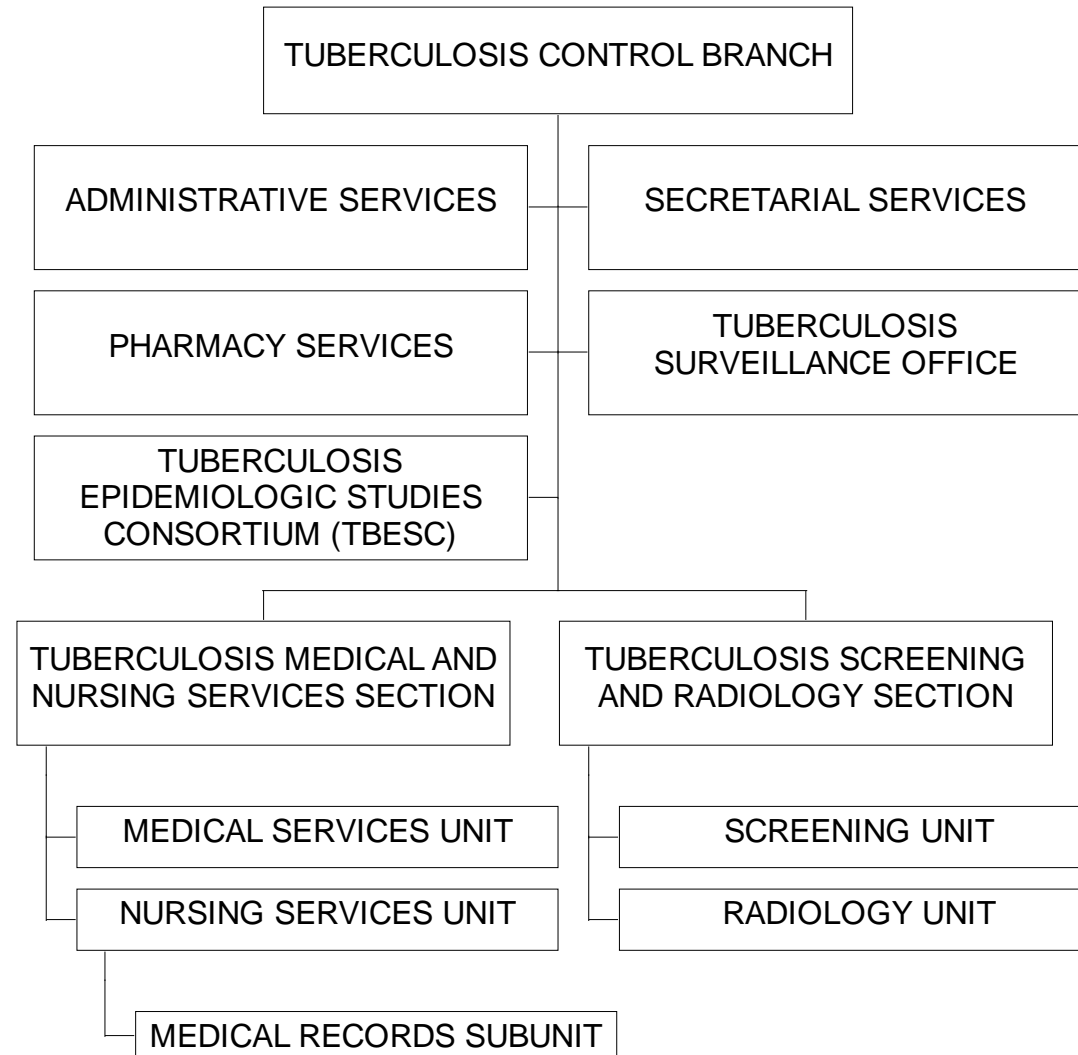 TUBERCULOSIS CONTROL BRANCH
ADMINISTRATIVE SERVICES
SECRETARIAL SERVICES
PHARMACY SERVICES
TUBERCULOSIS
SURVEILLANCE OFFICE
TUBERCULOSIS
EPIDEMIOLOGIC STUDIES
CONSORTIUM (TBESC)
TUBERCULOSIS MEDICAL AND
NURSING SERVICES SECTION
TUBERCULOSIS SCREENING
AND RADIOLOGY SECTION
MEDICAL SERVICES UNIT
SCREENING UNIT
NURSING SERVICES UNIT
RADIOLOGY UNIT
MEDICAL RECORDS SUBUNIT